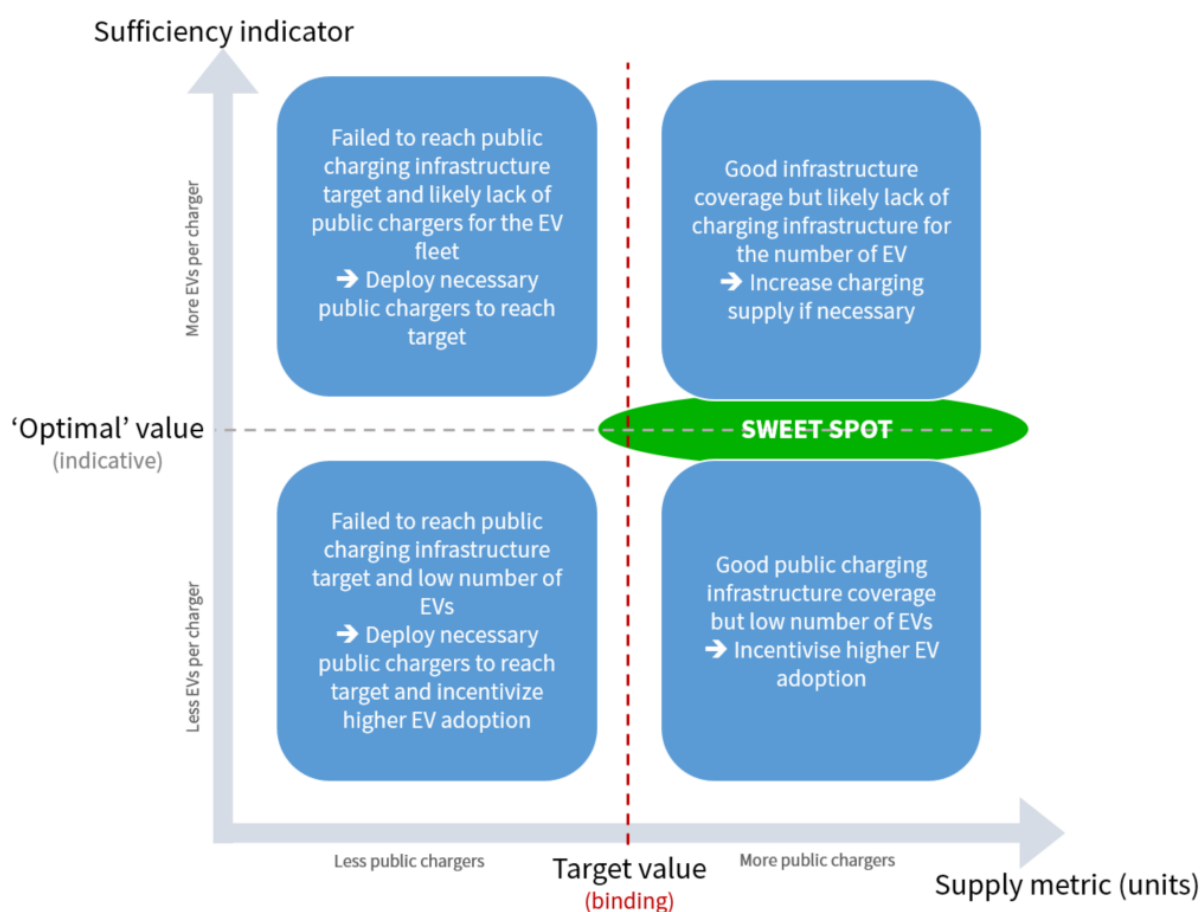 Sufficiency indicator
More EVs per charger
Failed to reach public
charging infrastructure
target and likely lack of
public chargers for the EV
fleet
➔ Deploy necessary
public chargers to reach
target
Good infrastructure
coverage but likely lack of
charging infrastructure for
the number of EV
➔ Increase charging
supply if necessary
‘Optimal’ value
(indicative)
SWEET SPOT
Less EVs per charger
Failed to reach public
charging infrastructure
target and low number of
EVs
➔ Deploy necessary
public chargers to reach
target and incentivize
higher EV adoption
Good public charging
infrastructure coverage
but low number of EVs
➔ Incentivise higher EV
adoption
Less public chargers
Target value
(binding)
More public chargers
Supply metric (units)